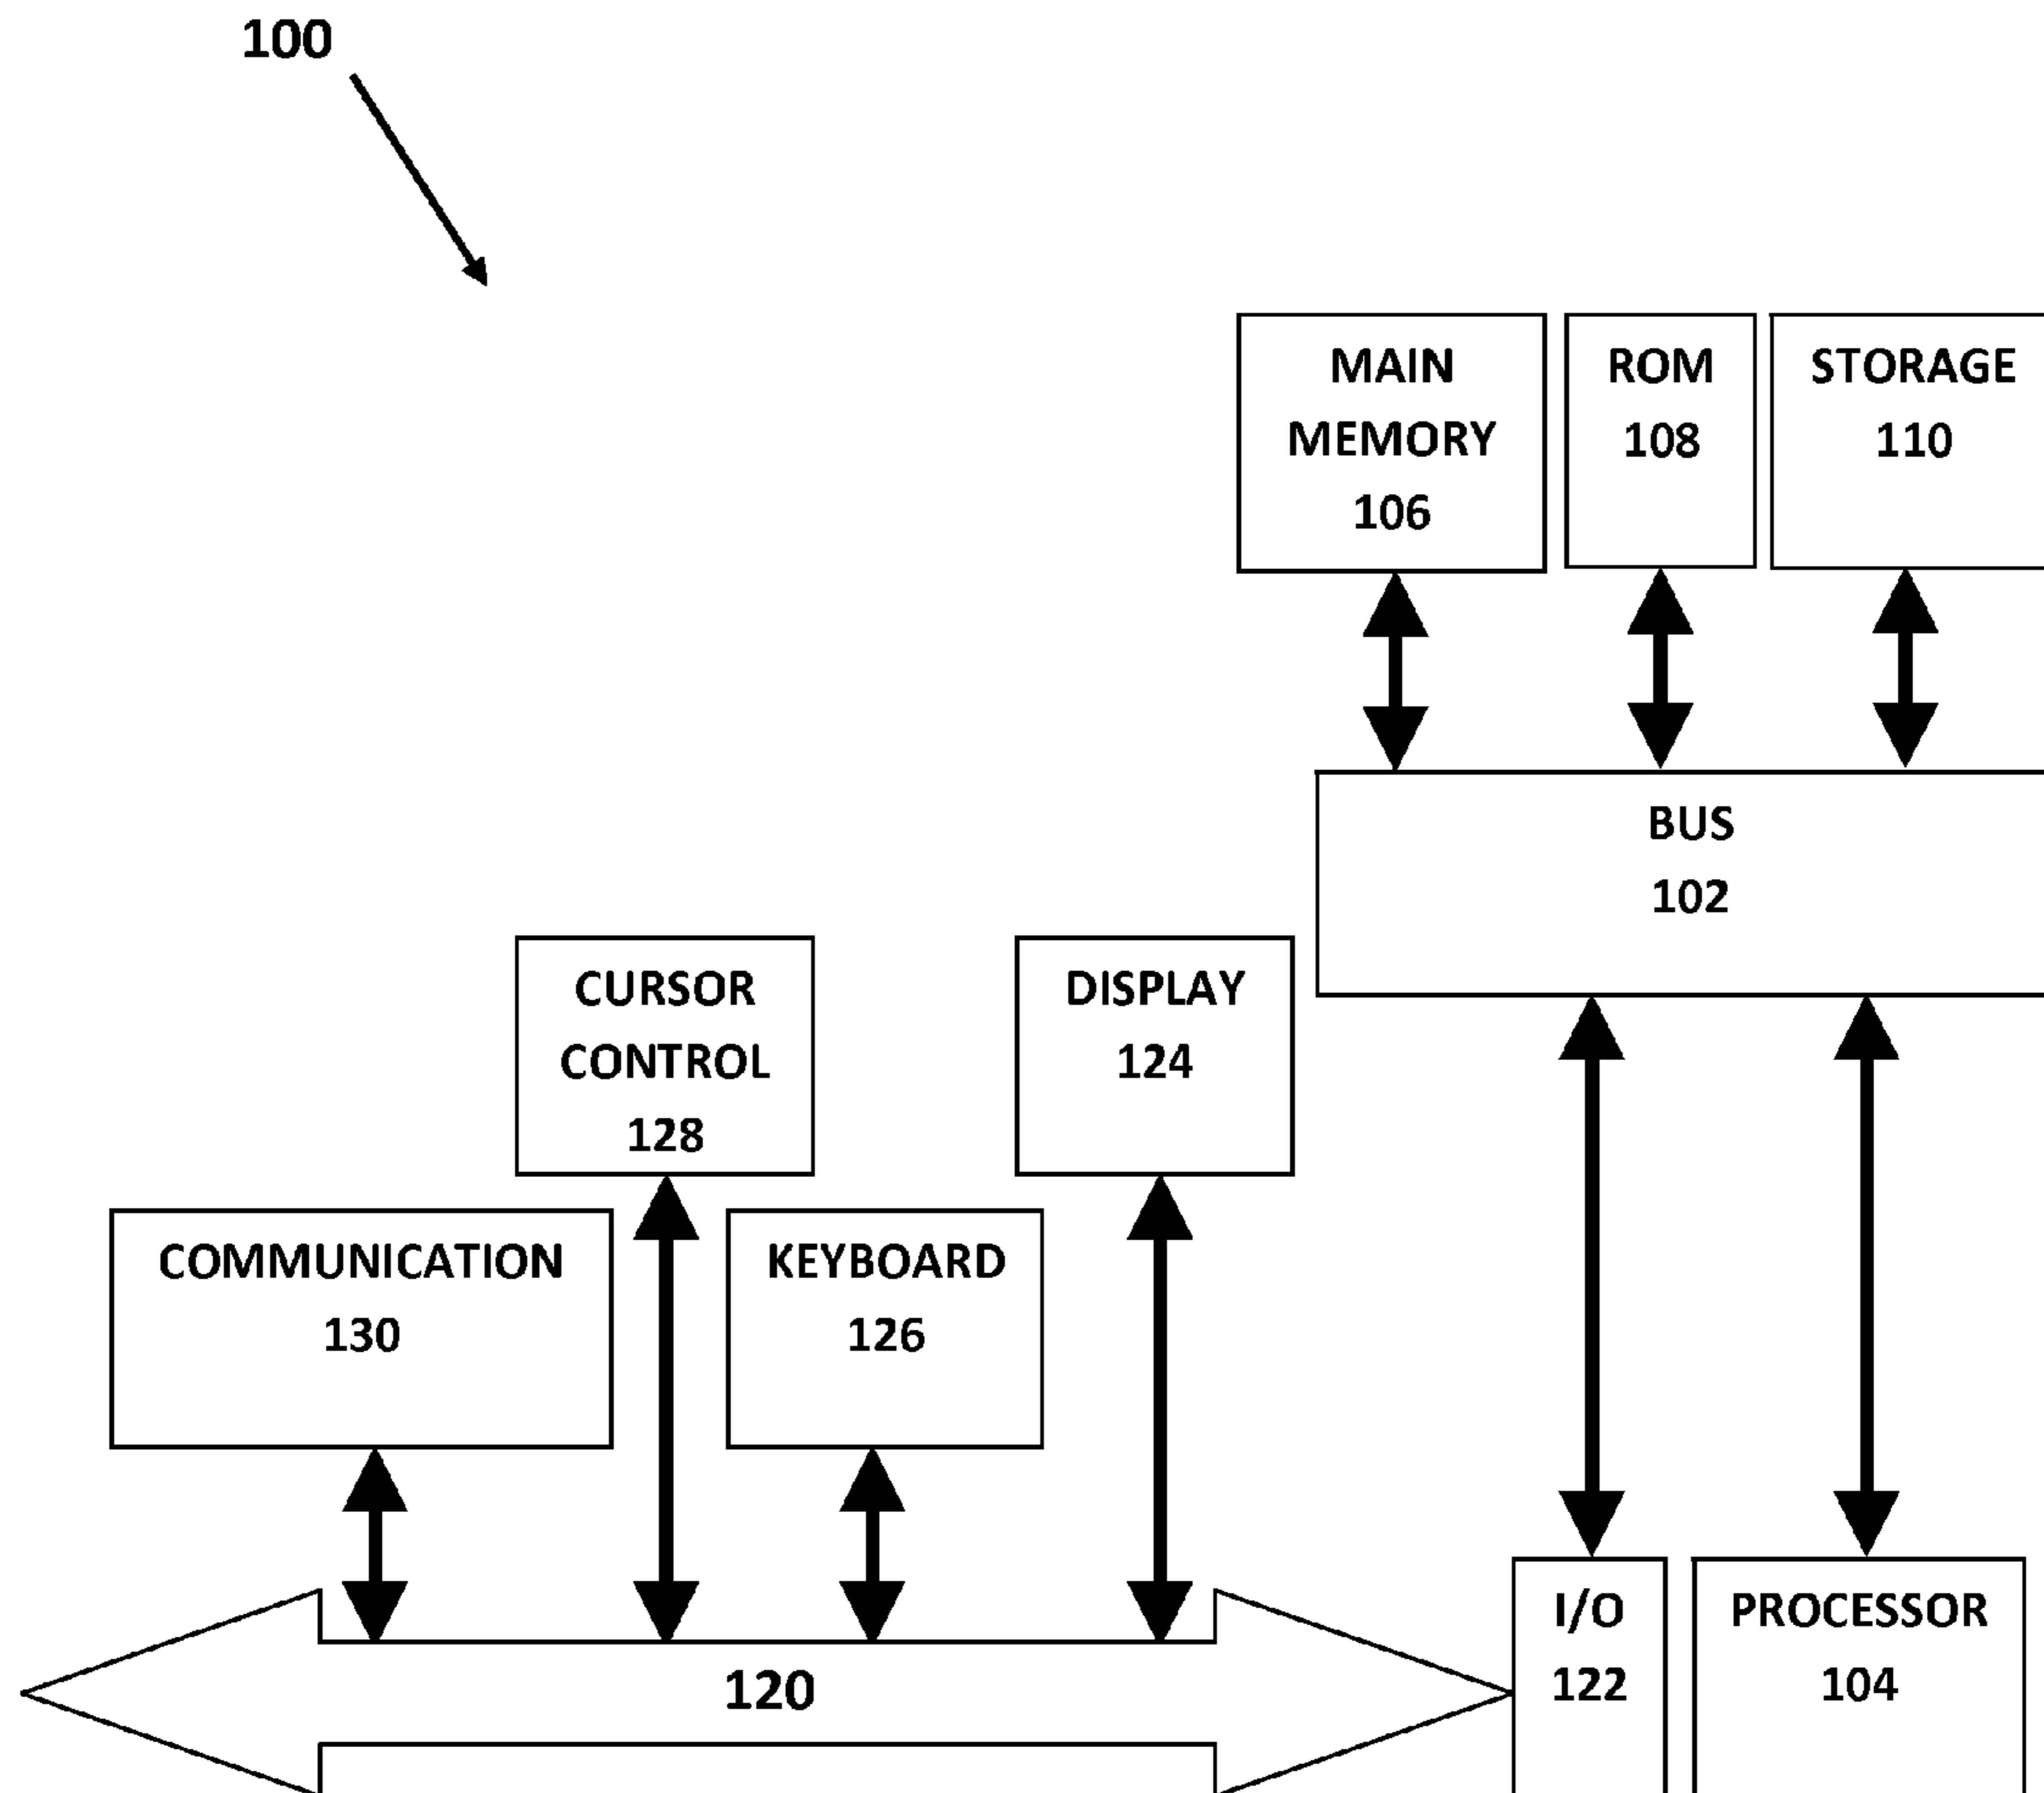 100
MAIN
MEMORY
106
ROM
108
STORAGE
110
BUS
102
CURSOR
CONTROL
128
DISPLAY
124
COMMUNICATION
130
KEYBOARD
126
I/O
122
PROCESSOR
104
120